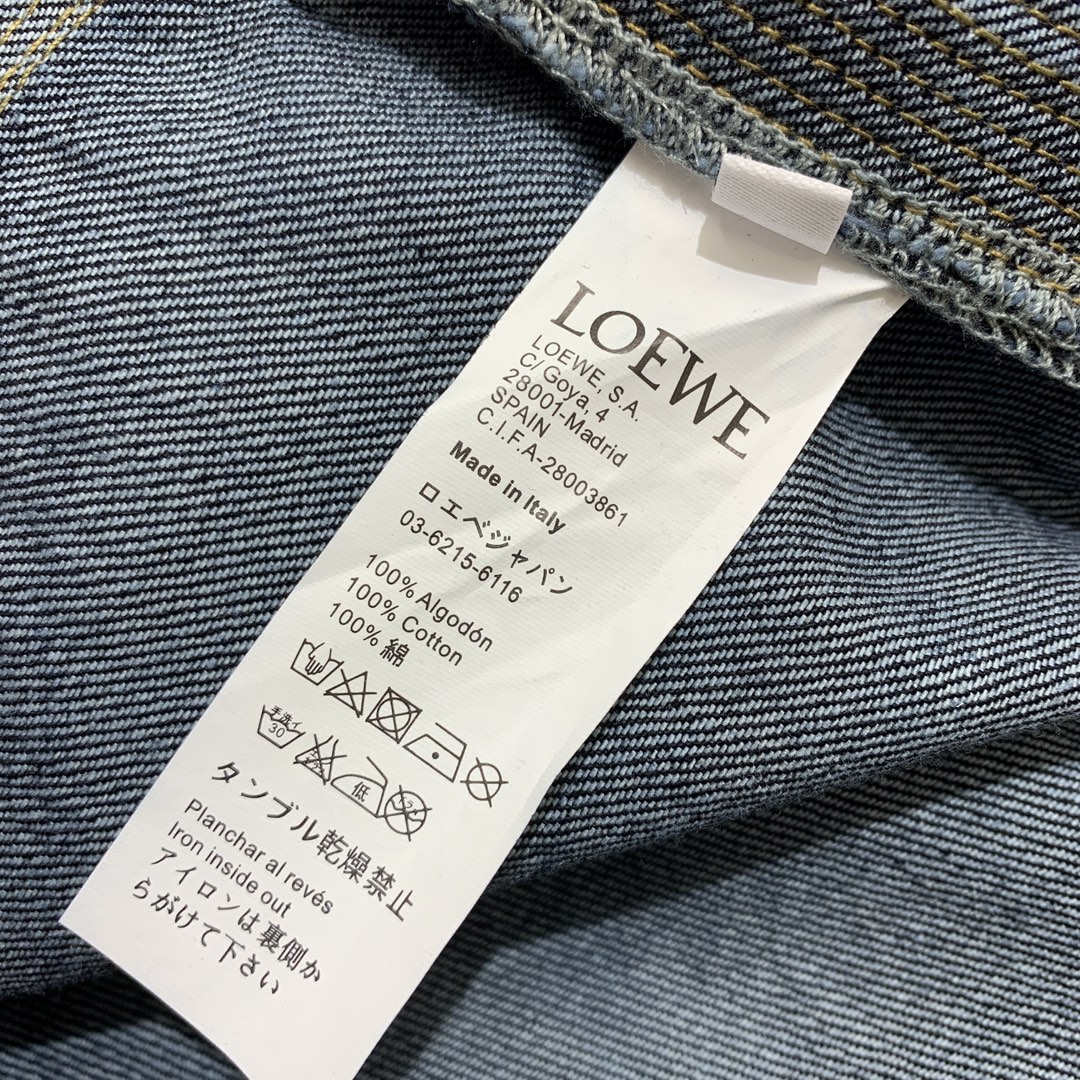 LOEWE
LOEWE, S.A.
C/ Goya, 4
28001-Madrid
SPAIN
C.I.F.A-28003861
Made in Italy
ロエベジャパン
03-6215-6116
100% Algodón
100% Cotton
100% 綿
手洗イ
30
低
タンブル乾燥禁止
Planchar al revés
Iron inside out
アイロンは裏側か
らがけて下さい